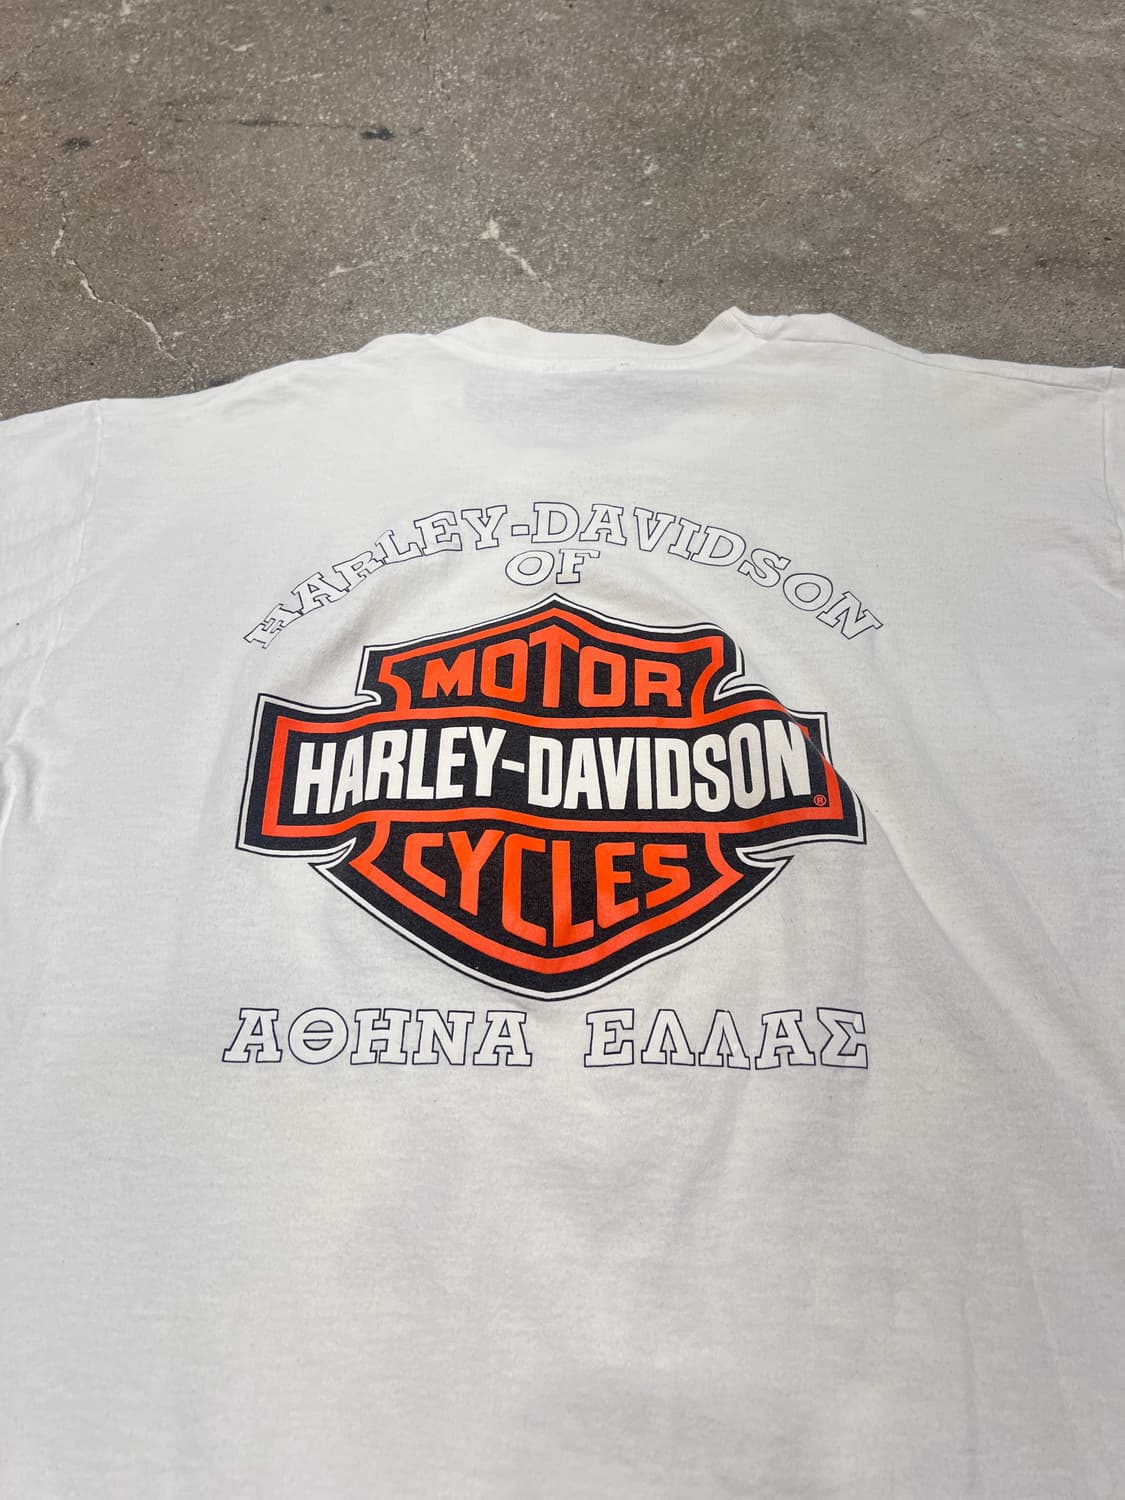 HARLEY-DAVIDSON
OF
MOTOR
HARLEY-DAVIDSON®
CYCLES
ΑΘΗΝΑ ΕΛΛΑΣ